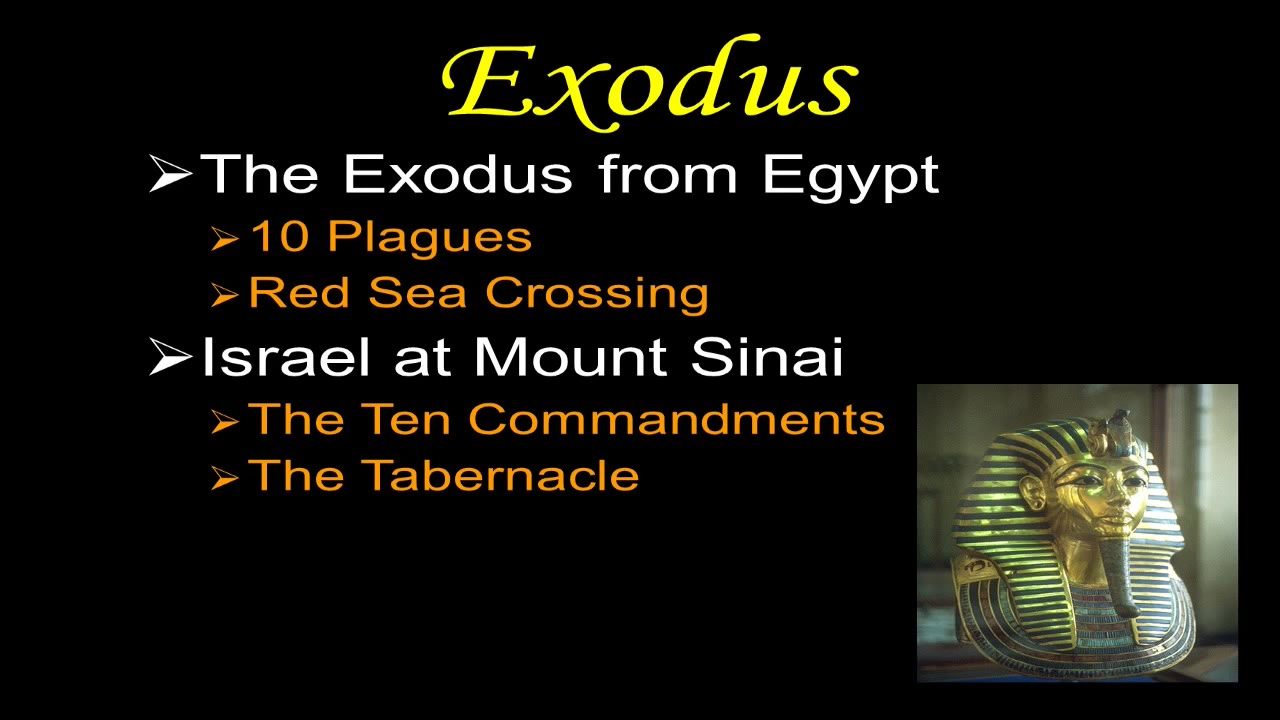 Exodus
➢The Exodus from Egypt
➢10 Plagues
➢Red Sea Crossing
➢Israel at Mount Sinai
➢The Ten Commandments
➢The Tabernacle